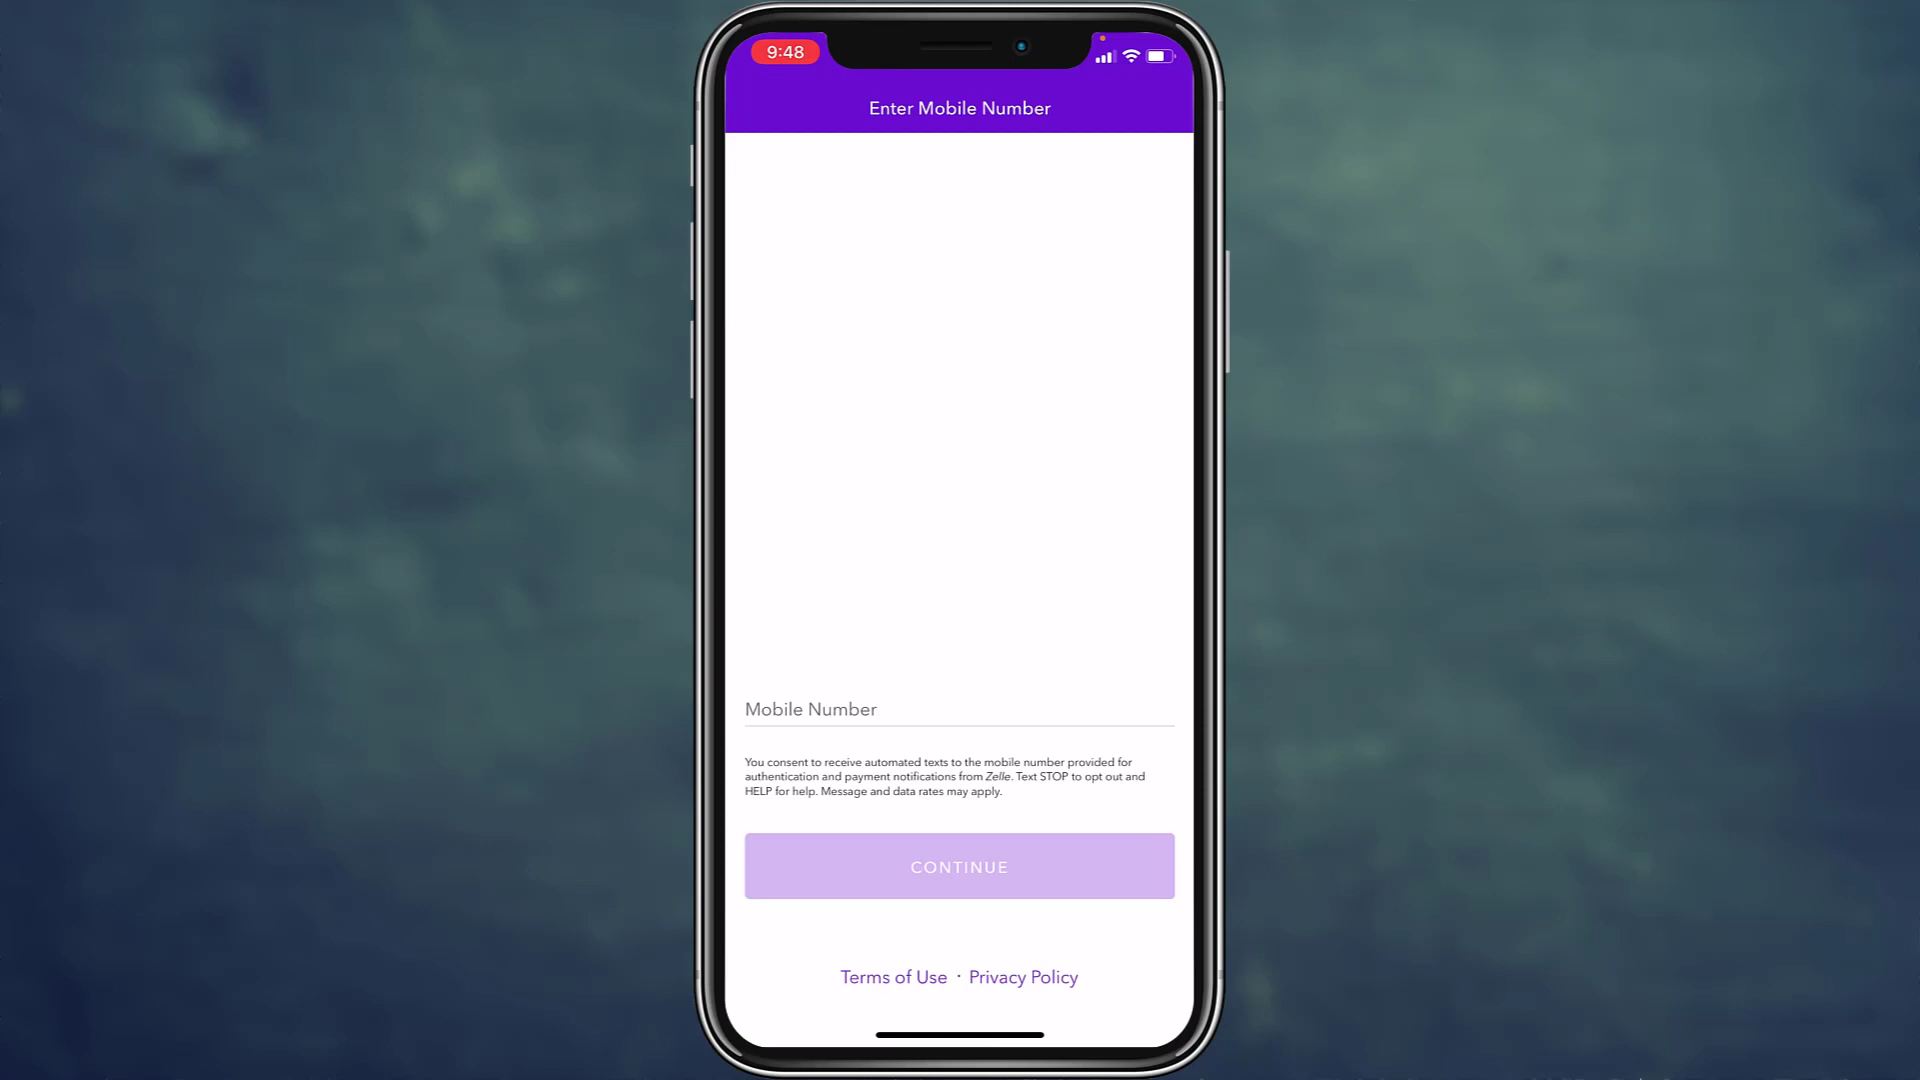 9:48
Enter Mobile Number
Mobile Number
You consent to receive automated texts to the mobile number provided for
authentication and payment notifications from Zelle. Text STOP to opt out and
HELP for help. Message and data rates may apply.
CONTINUE
Terms of Use · Privacy Policy